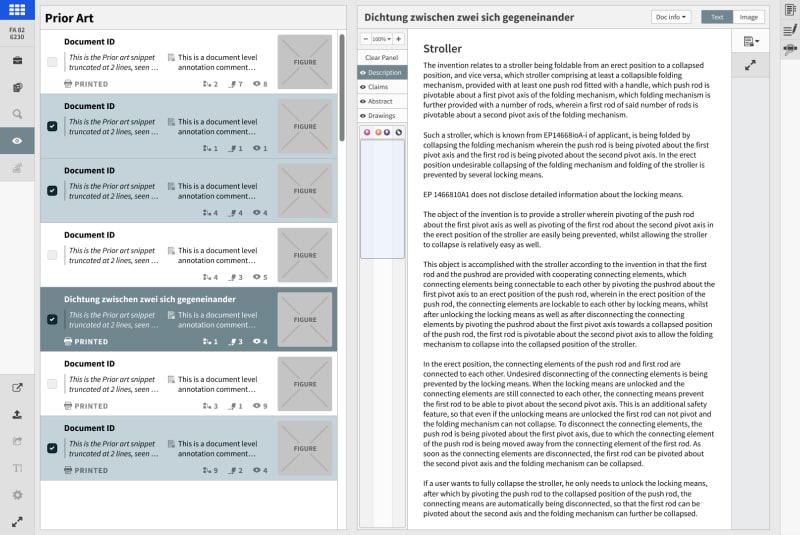 FA 82
6230
Prior Art
Document ID
This is the Prior art snippet
truncated at 2 lines, seen ...
This is a document level
annotation comment...
PRINTED
2
7
8
FIGURE
Document ID
This is the Prior art snippet
truncated at 2 lines, seen ...
This is a document level
annotation comment...
1
1
1
FIGURE
Document ID
This is the Prior art snippet
truncated at 2 lines, seen ...
This is a document level
annotation comment...
4
4
4
FIGURE
Document ID
This is the Prior art snippet
truncated at 2 lines, seen ...
This is a document level
annotation comment...
4
3
5
FIGURE
Dichtung zwischen zwei sich gegeneinander
This is the Prior art snippet
truncated at 2 lines, seen ...
This is a document level
annotation comment...
PRINTED
1
3
4
FIGURE
Document ID
This is the Prior art snippet
truncated at 2 lines, seen ...
This is a document level
annotation comment...
PRINTED
3
1
9
FIGURE
Document ID
This is the Prior art snippet
truncated at 2 lines, seen ...
This is a document level
annotation comment...
PRINTED
9
2
4
FIGURE
Dichtung zwischen zwei sich gegeneinander
Doc info
Text
Image
100%
Clear Panel
Description
Claims
Abstract
Drawings
Stroller
The invention relates to a stroller being foldable from an erect position to a collapsed
position, and vice versa, which stroller comprising at least a collapsible folding
mechanism, provided with at least one push rod fitted with a handle, which push rod is
pivotable about a first pivot axis of the folding mechanism, which folding mechanism is
further provided with a number of rods, wherein a first rod of said number of rods is
pivotable about a second pivot axis of the folding mechanism.
Such a stroller, which is known from EP14668ioA-i of applicant, is being folded by
collapsing the folding mechanism wherein the push rod is being pivoted about the first
pivot axis and the first rod is being pivoted about the second pivot axis. In the erect
position undesirable collapsing of the folding mechanism and folding of the stroller is
prevented by several locking means.
EP 1466810A1 does not disclose detailed information about the locking means.
The object of the invention is to provide a stroller wherein pivoting of the push rod
about the first pivot axis as well as pivoting of the first rod about the second pivot axis in
the erect position of the stroller are easily being prevented, whilst allowing the stroller
to collapse is relatively easy as well.
This object is accomplished with the stroller according to the invention in that the first
rod and the pushrod are provided with cooperating connecting elements, which
connecting elements being connectable to each other by pivoting the pushrod about the
first pivot axis to an erect position of the push rod, wherein in the erect position of the
push rod, the connecting elements are lockable to each other by locking means, whilst
after unlocking the locking means as well as after disconnecting the connecting
elements by pivoting the pushrod about the first pivot axis towards a collapsed position
of the push rod, the first rod is pivotable about the second pivot axis to allow the folding
mechanism to collapse into the collapsed position of the stroller.
In the erect position, the connecting elements of the push rod and first rod are
connected to each other. Undesired disconnecting of the connecting elements is being
prevented by the locking means. When the locking means are unlocked and the
connecting elements are still connected to each other, the connecting means prevent
the first rod to be able to pivot about the second pivot axis. This is an additional safety
feature, so that even if the unlocking means are unlocked the first rod can not pivot and
the folding mechanism can not collapse. To disconnect the connecting elements, the
push rod is being pivoted about the first pivot axis, due to which the connecting element
of the push rod is being moved away from the connecting element of the first rod. As
soon as the connecting elements are disconnected, the first rod can be pivoted about
the second pivot axis and the folding mechanism can be collapsed.
If a user wants to fully collapse the stroller, he only needs to unlock the locking means,
after which by pivoting the push rod to the collapsed position of the push rod, the
connecting means are automatically being disconnected, so that the first rod can be
pivoted about the second axis and the folding mechanism can further be collapsed.